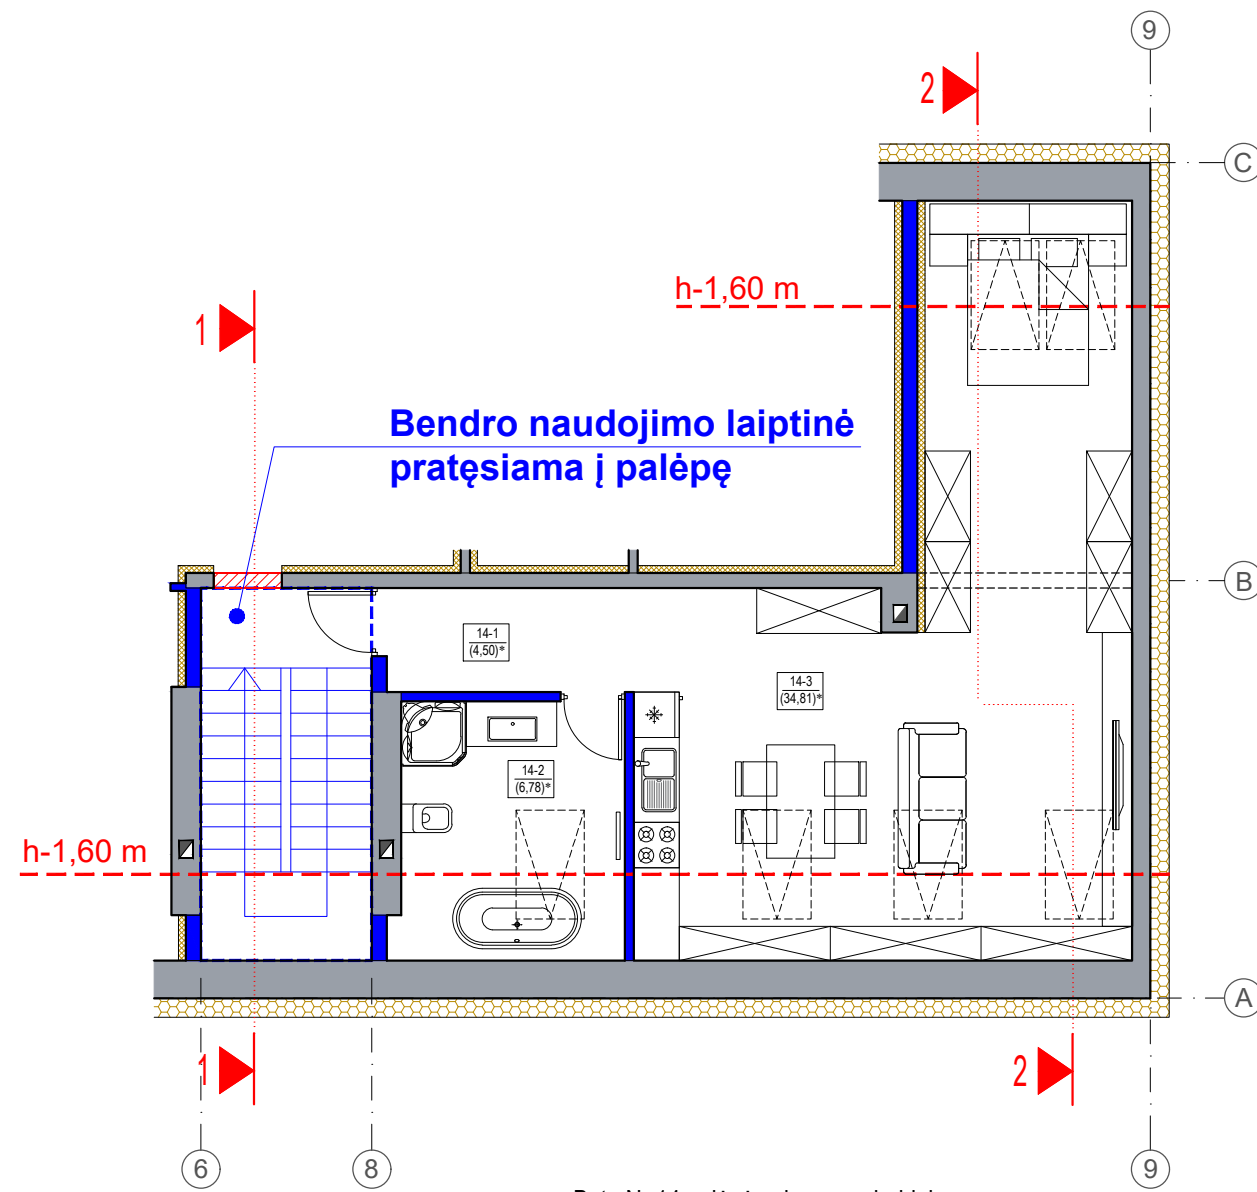 9
2
C
h-1,60 m
1
Bendro naudojimo laiptinė
pratęsiama į palėpę
B
14-1
(4,50)*
14-3
(34,81)*
14-2
(6,78)*
h-1,60 m
A
1
2
6
8
9